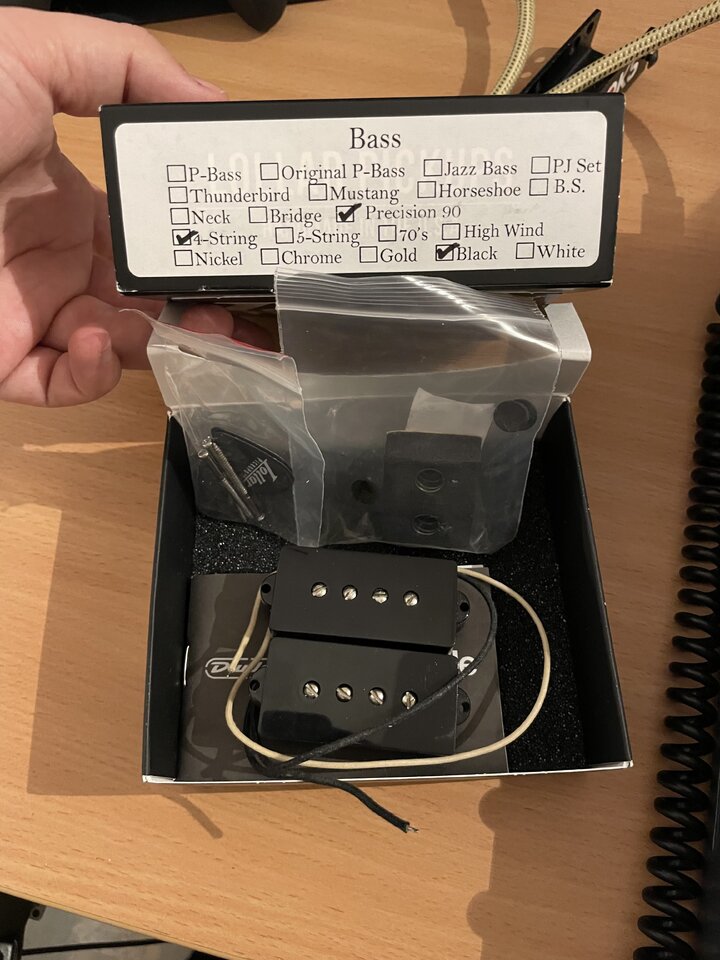 Bass
☐P-Bass ☐Original P-Bass ☐Jazz Bass ☐PJ Set
☐Thunderbird ☐Mustang ☐Horseshoe ☐ B.S.
☐Neck ☐Bridge ☑ Precision 90
☑4-String ☐5-String ☐70's ☐High Wind
☐Nickel ☐Chrome ☐Gold ☑Black ☐White
lollar